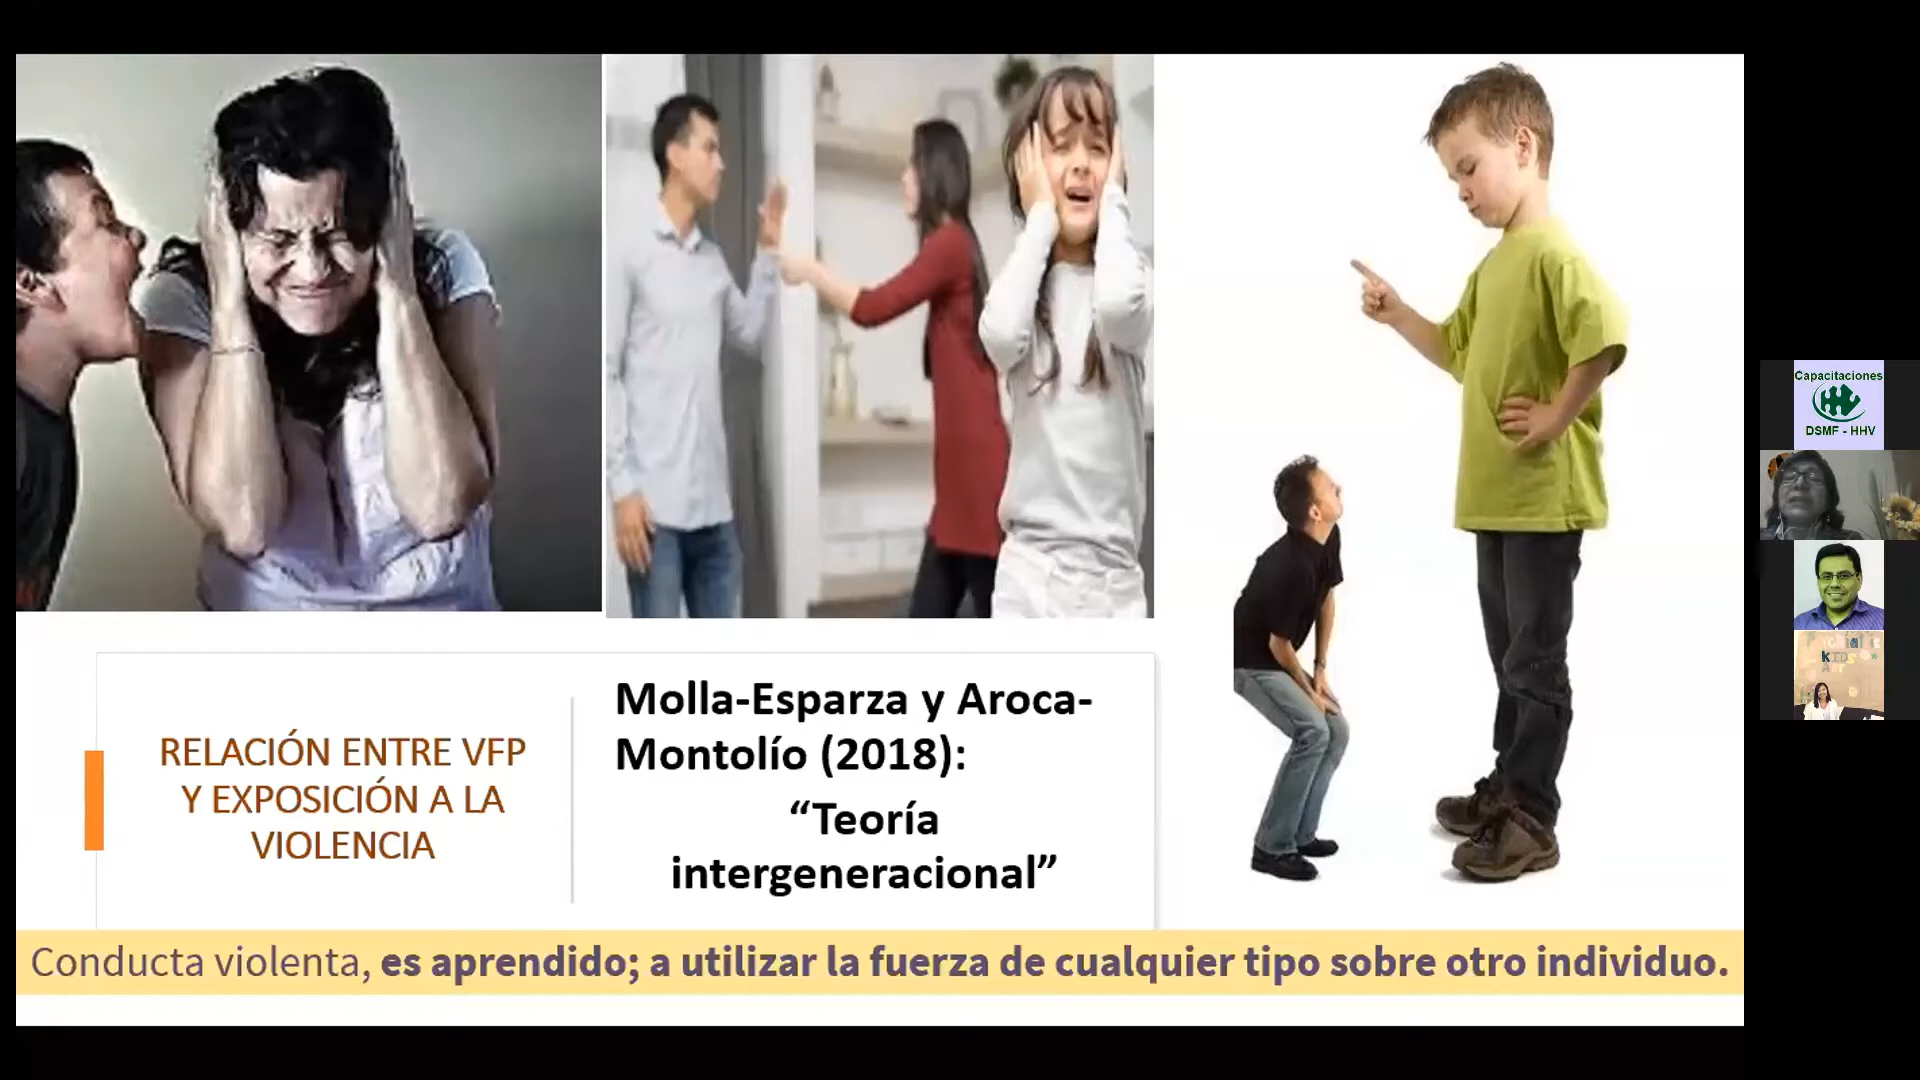 RELACIÓN ENTRE VFP
Y EXPOSICIÓN A LA
VIOLENCIA
Molla-Esparza y Aroca-
Montolío (2018):
“Teoría
intergeneracional”
Conducta violenta, es aprendido; a utilizar la fuerza de cualquier tipo sobre otro individuo.
Capacitaciones
DSMF - HHV
KIDS